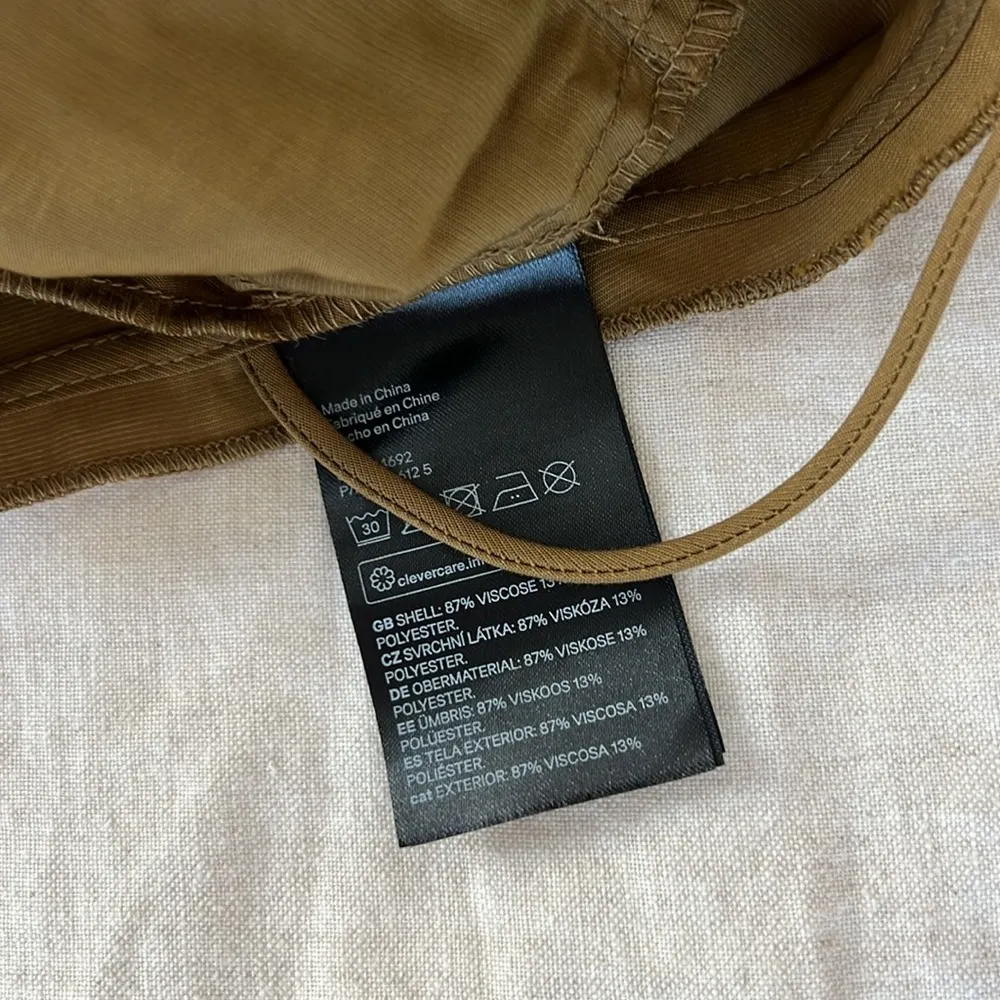 Made in China
Fabriqué en Chine
cho en China
4692
612 5
30
clevercare.in
GB SHELL: 87% VISCOSE 13%
POLYESTER.
CZ SVRCHNÍ LÁTKA: 87% VISKÓZA 13%
POLYESTER.
DE OBERMATERIAL: 87% VISKOSE 13%
POLYESTER.
EE ÜMBRIS: 87% VISKOOS 13%
POLÜESTER.
ES TELA EXTERIOR: 87% VISCOSA 13%
POLIÉSTER.
cat EXTERIOR: 87% VISCOSA 13%